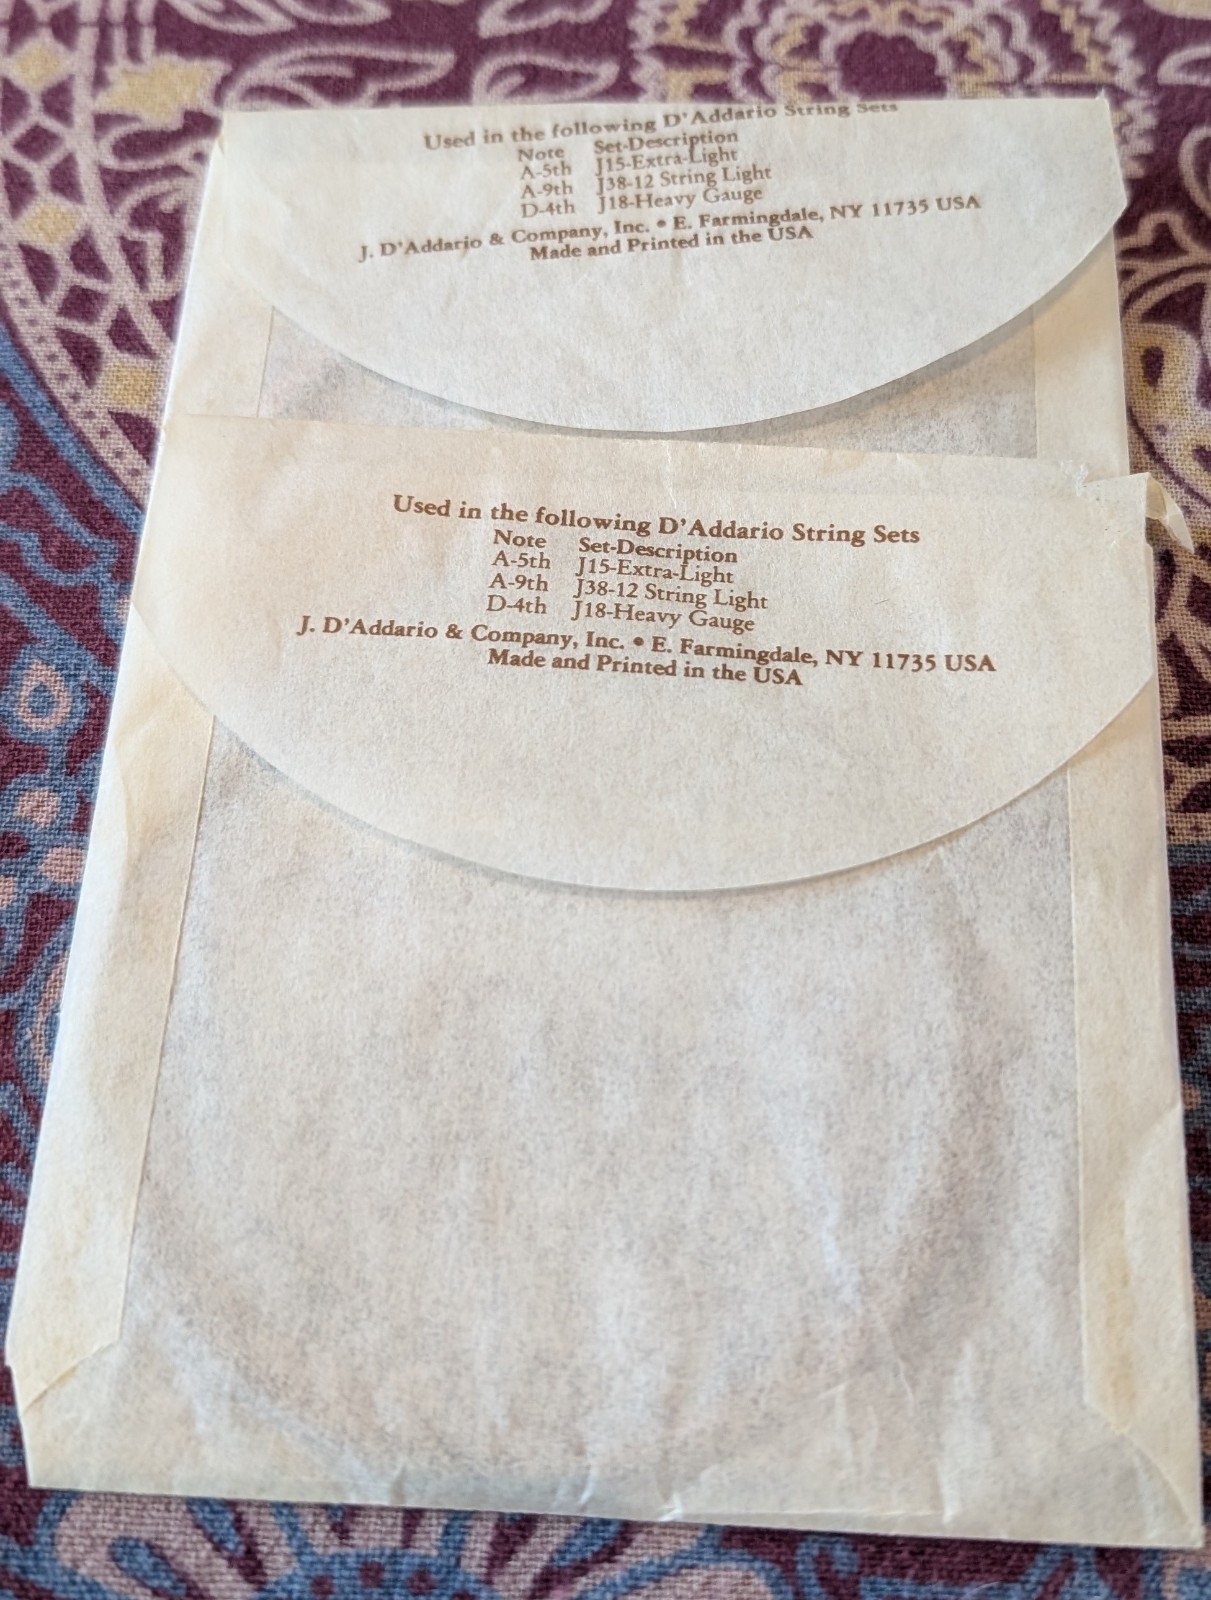 Used in the following D'Addario String Sets
Note Set-Description
A-5th J15-Extra-Light
A-9th J38-12 String Light
D-4th J18-Heavy Gauge
J. D'Addario & Company, Inc. • E. Farmingdale, NY 11735 USA
Made and Printed in the USA
Used in the following D'Addario String Sets
Note Set-Description
A-5th J15-Extra-Light
A-9th J38-12 String Light
D-4th J18-Heavy Gauge
J. D'Addario & Company, Inc. • E. Farmingdale, NY 11735 USA
Made and Printed in the USA